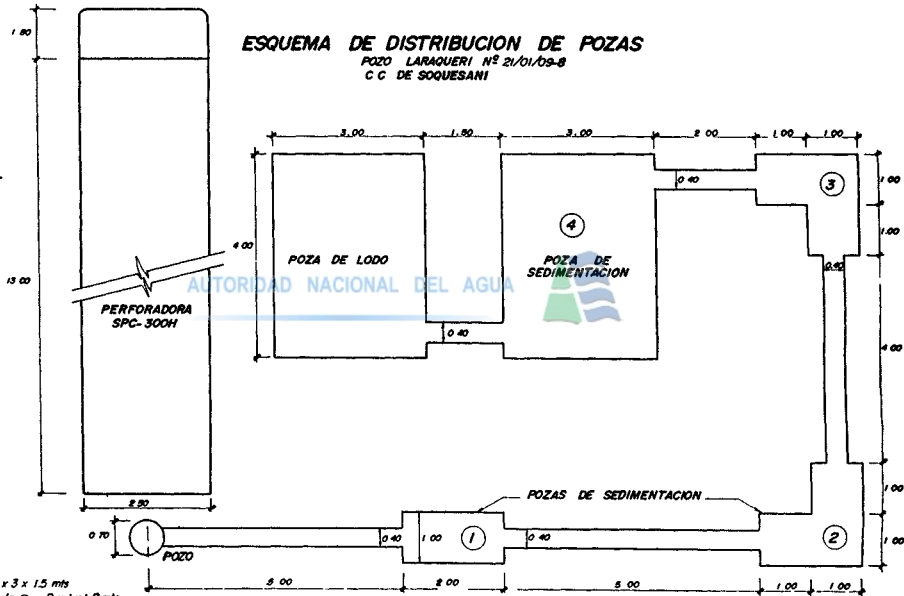 ESQUEMA DE DISTRIBUCION DE POZAS
POZO LARAQUERI Nº 21/01/09-8
C C DE SOQUESANI
1.80
13 00
PERFORADORA
SPC-300H
2.50
3.00
1.50
3.00
2 00
1.00
1.00
4 00
POZA DE LODO
0 40
4
POZA DE
SEDIMENTACION
0 40
3
1 00
1.00
0.40
4 00
1 00
1 00
AUTORIDAD NACIONAL DEL AGUA
POZAS DE SEDIMENTACION
0 70
POZO
0 40
1 00
1
0 40
2
5 00
2 00
5 00
1 00
1 00
x 3 x 1.5 mts